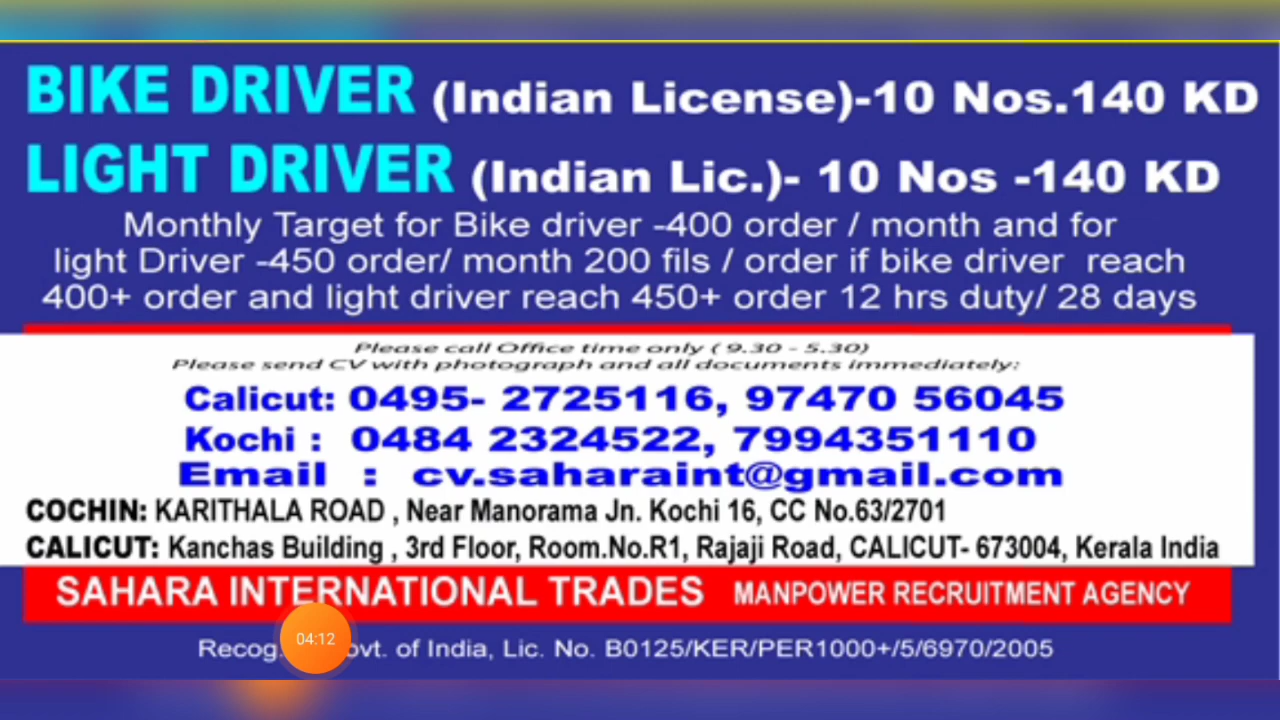 BIKE DRIVER (Indian License)-10 Nos.140 KD
LIGHT DRIVER (Indian Lic.)- 10 Nos -140 KD
Monthly Target for Bike driver -400 order / month and for
light Driver -450 order/ month 200 fils / order if bike driver reach
400+ order and light driver reach 450+ order 12 hrs duty/ 28 days
Please call Office time only ( 9.30 - 5.30)
Please send CV with photograph and all documents immediately:
Calicut: 0495- 2725116, 97470 56045
Kochi : 0484 2324522, 7994351110
Email : cv.saharaint@gmail.com
COCHIN: KARITHALA ROAD , Near Manorama Jn. Kochi 16, CC No.63/2701
CALICUT: Kanchas Building , 3rd Floor, Room.No.R1, Rajaji Road, CALICUT- 673004, Kerala India
SAHARA INTERNATIONAL TRADES MANPOWER RECRUITMENT AGENCY
04:12
of India, Lic. No. B0125/KER/PER1000+/5/6970/2005